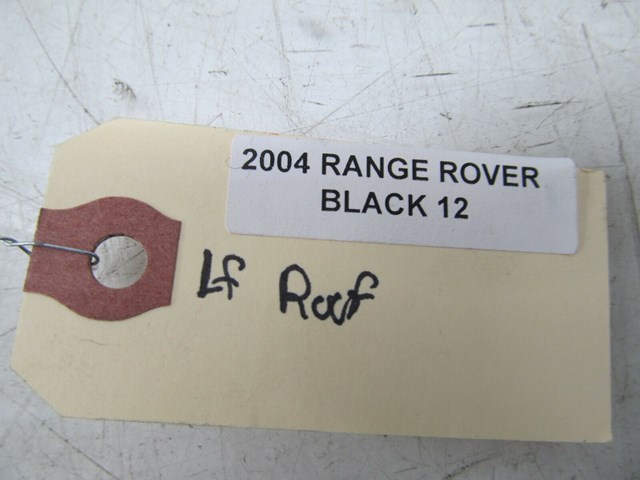 2004 RANGE ROVER
BLACK 12
Lf Roof